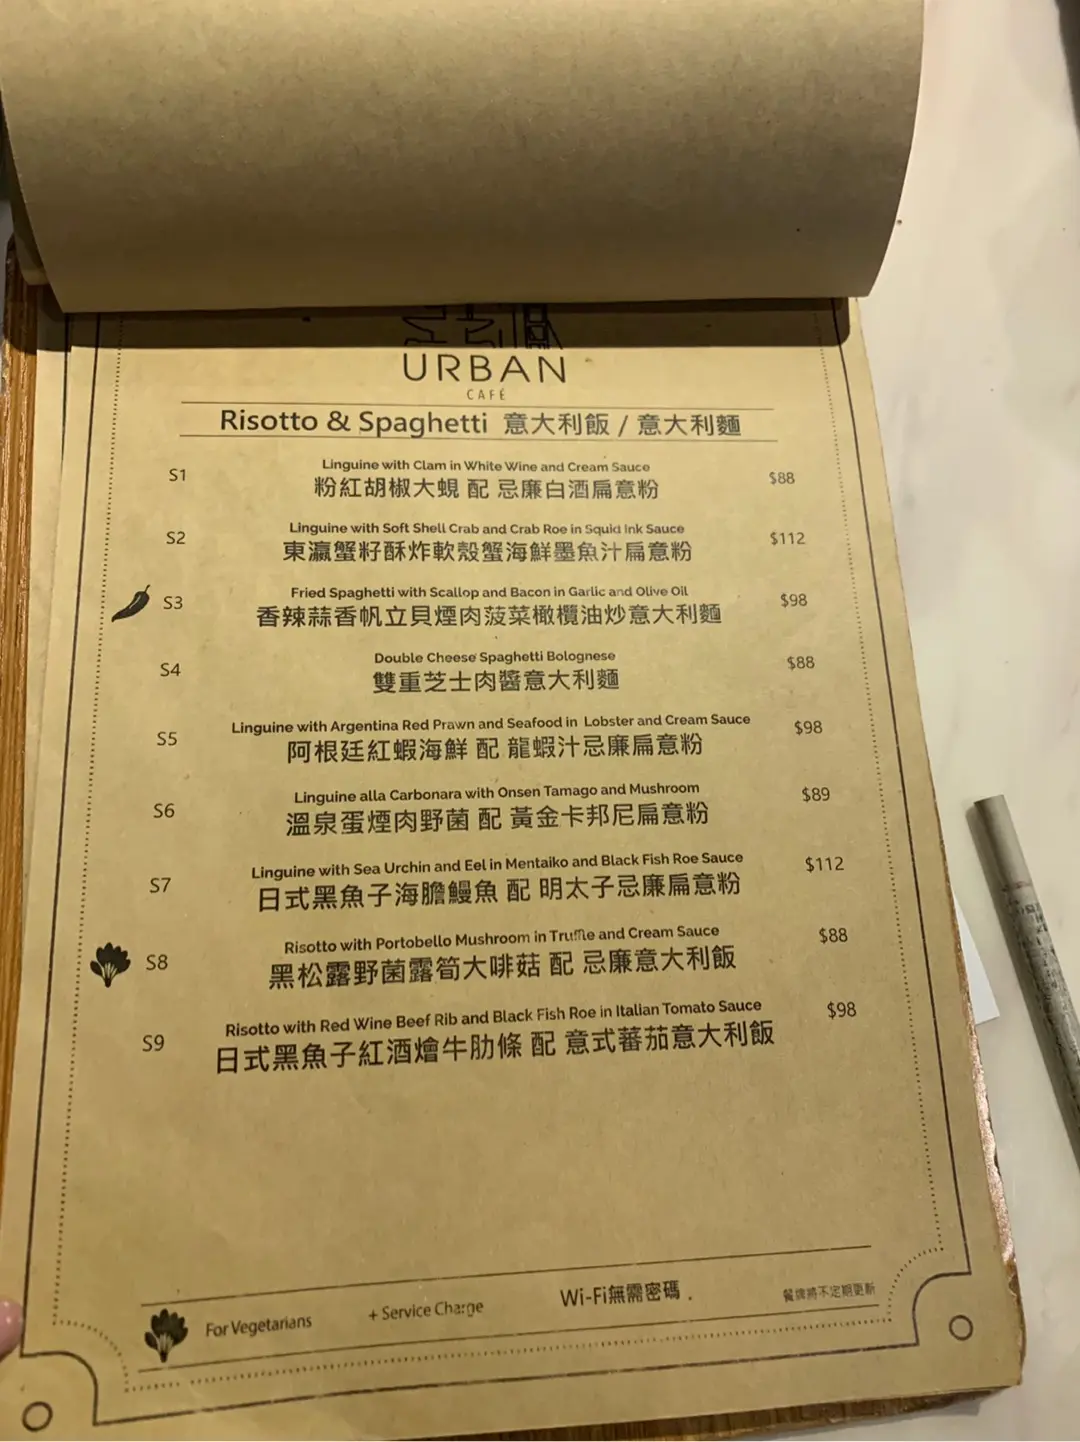 URBAN
CAFÉ
Risotto & Spaghetti 意大利飯 / 意大利麵
S1 Linguine with Clam in White Wine and Cream Sauce $88
粉紅胡椒大蜆 配 忌廉白酒扁意粉
S2 Linguine with Soft Shell Crab and Crab Roe in Squid Ink Sauce $112
東瀛蟹籽酥炸軟殼蟹海鮮墨魚汁扁意粉
S3 Fried Spaghetti with Scallop and Bacon in Garlic and Olive Oil $98
香辣蒜香帆立貝煙肉菠菜橄欖油炒意大利麵
S4 Double Cheese Spaghetti Bolognese $88
雙重芝士肉醬意大利麵
S5 Linguine with Argentina Red Prawn and Seafood in Lobster and Cream Sauce $98
阿根廷紅蝦海鮮 配 龍蝦汁忌廉扁意粉
S6 Linguine alla Carbonara with Onsen Tamago and Mushroom $89
溫泉蛋煙肉野菌 配 黃金卡邦尼扁意粉
S7 Linguine with Sea Urchin and Eel in Mentaiko and Black Fish Roe Sauce $112
日式黑魚子海膽鰻魚 配 明太子忌廉扁意粉
S8 Risotto with Portobello Mushroom in Truffle and Cream Sauce $88
黑松露野菌露筍大啡菇 配 忌廉意大利飯
S9 Risotto with Red Wine Beef Rib and Black Fish Roe in Italian Tomato Sauce $98
日式黑魚子紅酒燴牛肋條 配 意式蕃茄意大利飯
For Vegetarians + Service Charge Wi-Fi無需密碼 . 餐牌將不定期更新